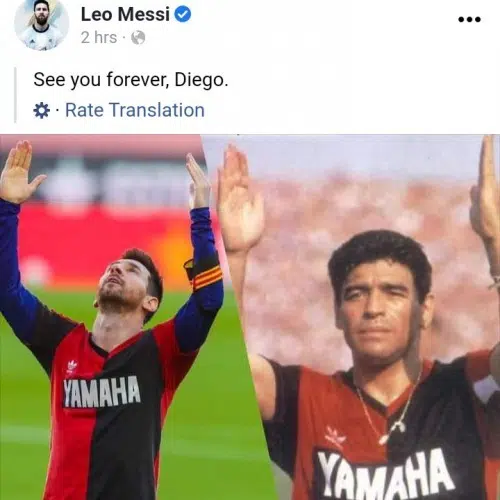 Leo Messi
2 hrs ·
See you forever, Diego.
· Rate Translation
YAMAHA
YAMAHA